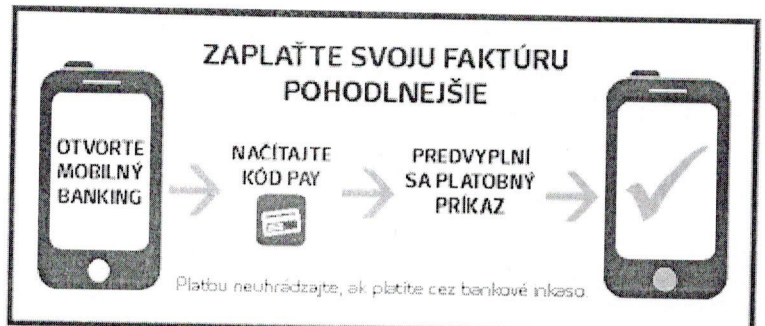 ZAPLAŤTE SVOJU FAKTÚRU
POHODLNEJŠIE
OTVORTE
MOBILNÝ
BANKING
NAČÍTAJTE
KÓD PAY
PREDVYPLNÍ
SA PLATOBNÝ
PRÍKAZ
Platbu neuhrádzajte, ak platíte cez bankové inkaso.